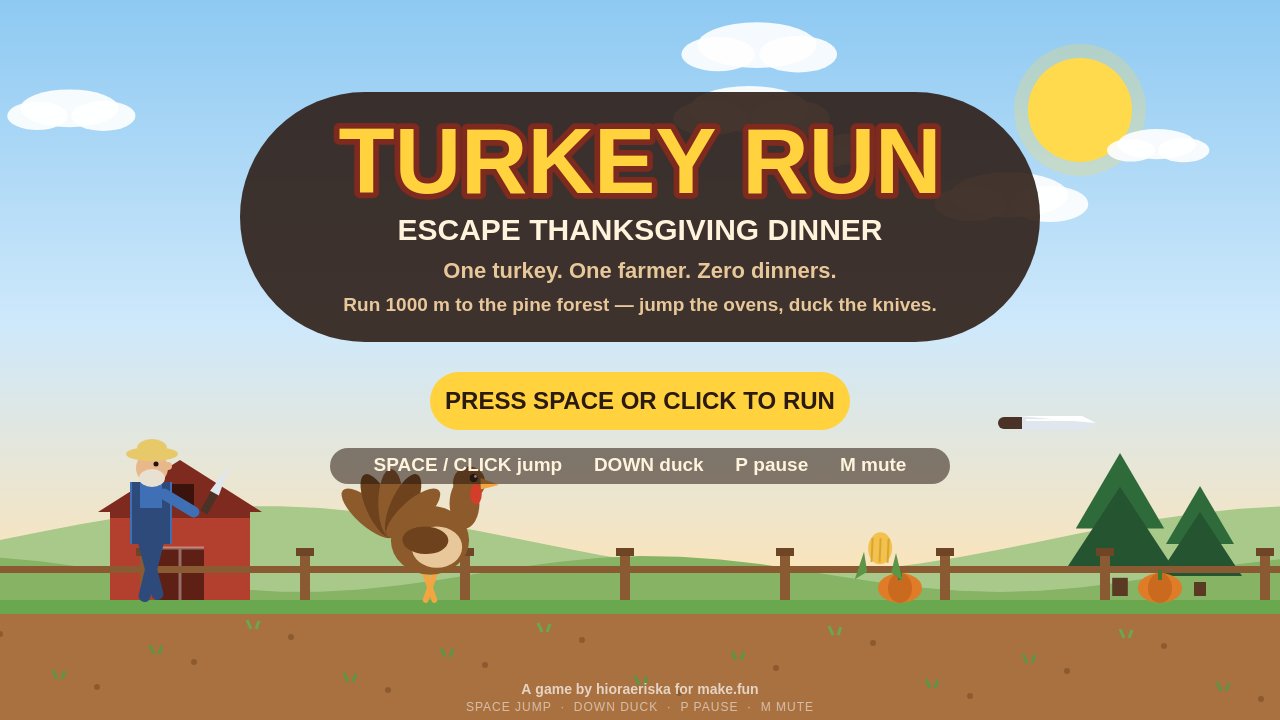 TURKEY RUN
ESCAPE THANKSGIVING DINNER
One turkey. One farmer. Zero dinners.
Run 1000 m to the pine forest — jump the ovens, duck the knives.
PRESS SPACE OR CLICK TO RUN
SPACE / CLICK jump DOWN duck P pause M mute
A game by hioraeriska for make.fun
SPACE JUMP · DOWN DUCK · P PAUSE · M MUTE